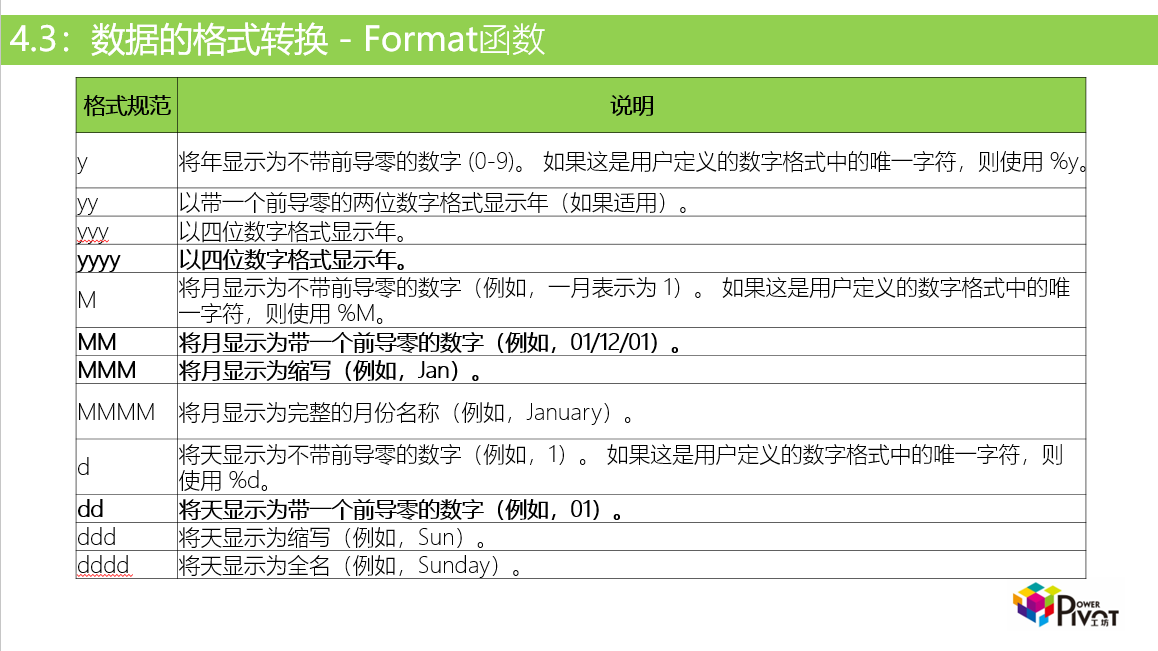 4.3：数据的格式转换 - Format函数
格式规范 说明
y 将年显示为不带前导零的数字 (0-9)。 如果这是用户定义的数字格式中的唯一字符，则使用 %y。
yy 以带一个前导零的两位数字格式显示年（如果适用）。
yyy 以四位数字格式显示年。
yyyy 以四位数字格式显示年。
M 将月显示为不带前导零的数字（例如，一月表示为 1）。 如果这是用户定义的数字格式中的唯
一字符，则使用 %M。
MM 将月显示为带一个前导零的数字（例如，01/12/01）。
MMM 将月显示为缩写（例如，Jan）。
MMMM 将月显示为完整的月份名称（例如，January）。
d 将天显示为不带前导零的数字（例如，1）。 如果这是用户定义的数字格式中的唯一字符，则
使用 %d。
dd 将天显示为带一个前导零的数字（例如，01）。
ddd 将天显示为缩写（例如，Sun）。
dddd 将天显示为全名（例如，Sunday）。
POWER
PIVOT
工坊